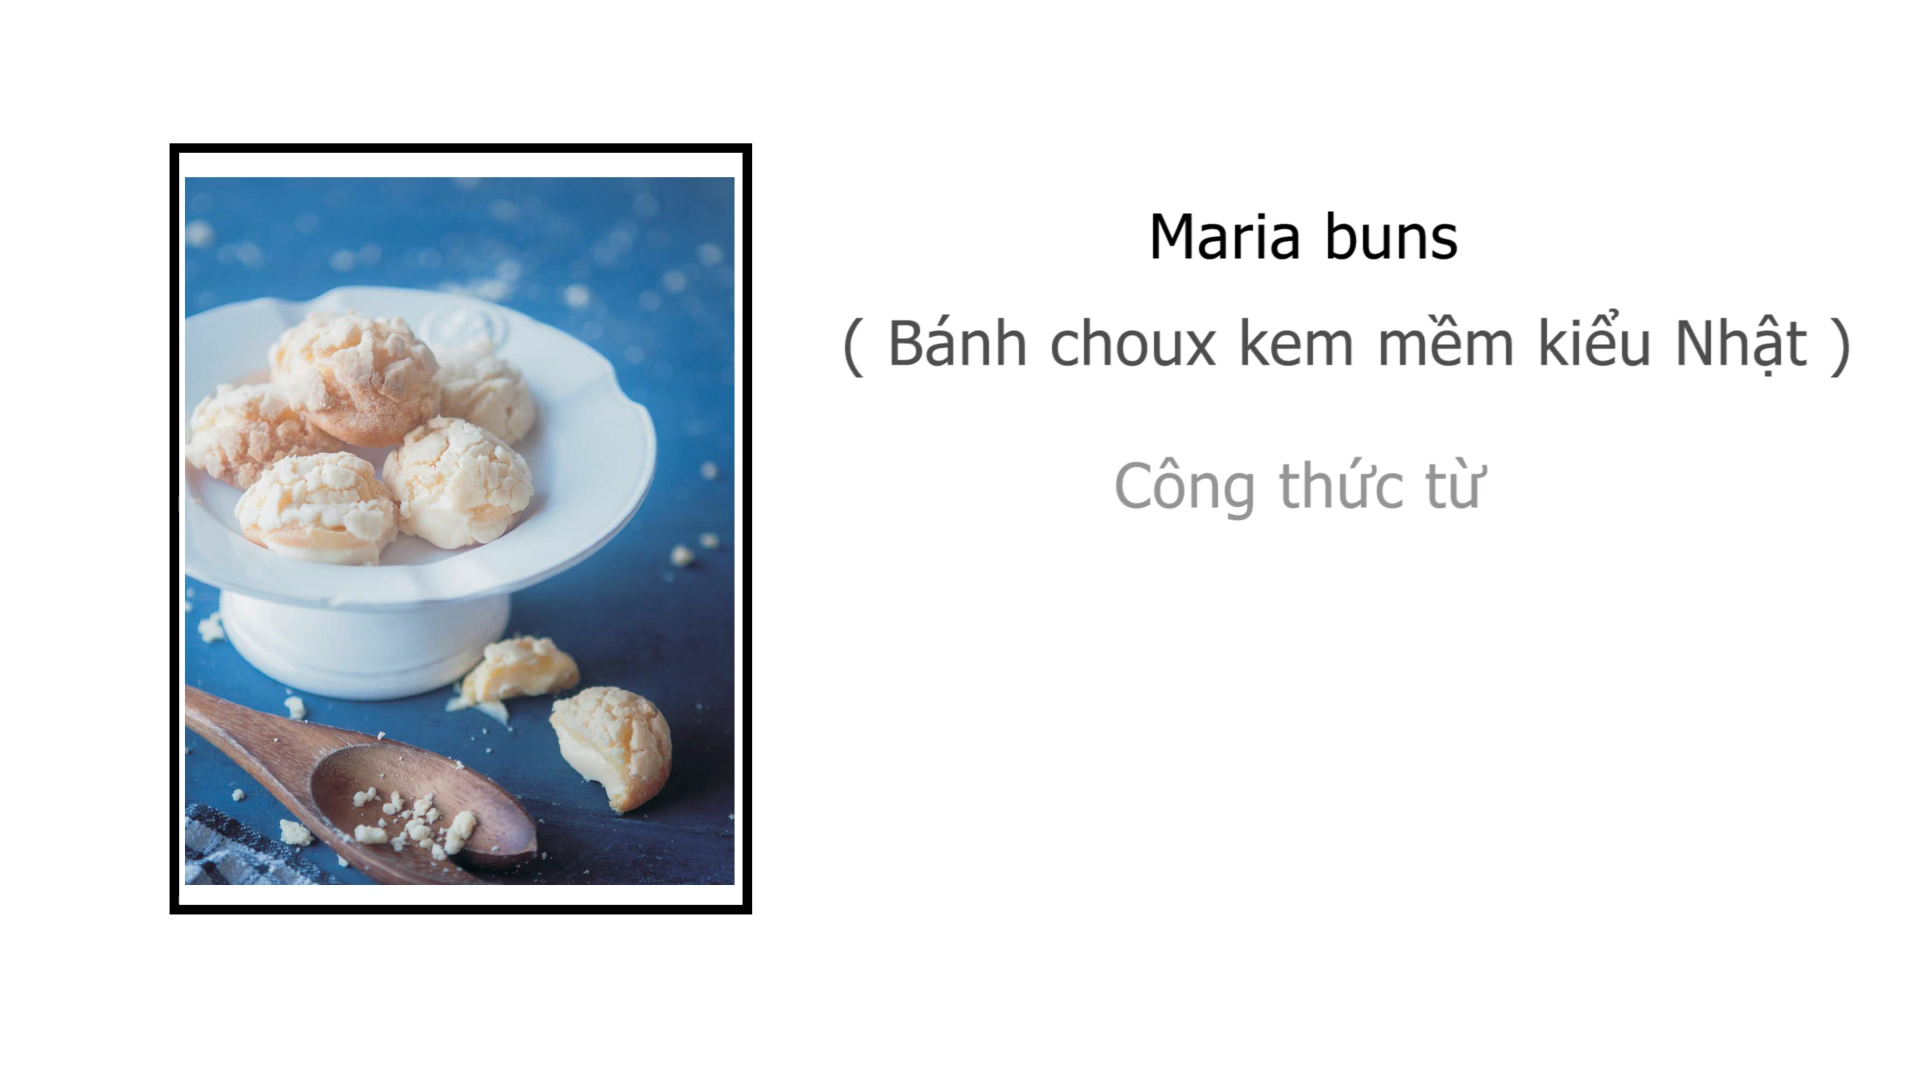 Maria buns
( Bánh choux kem mềm kiểu Nhật )
Công thức từ